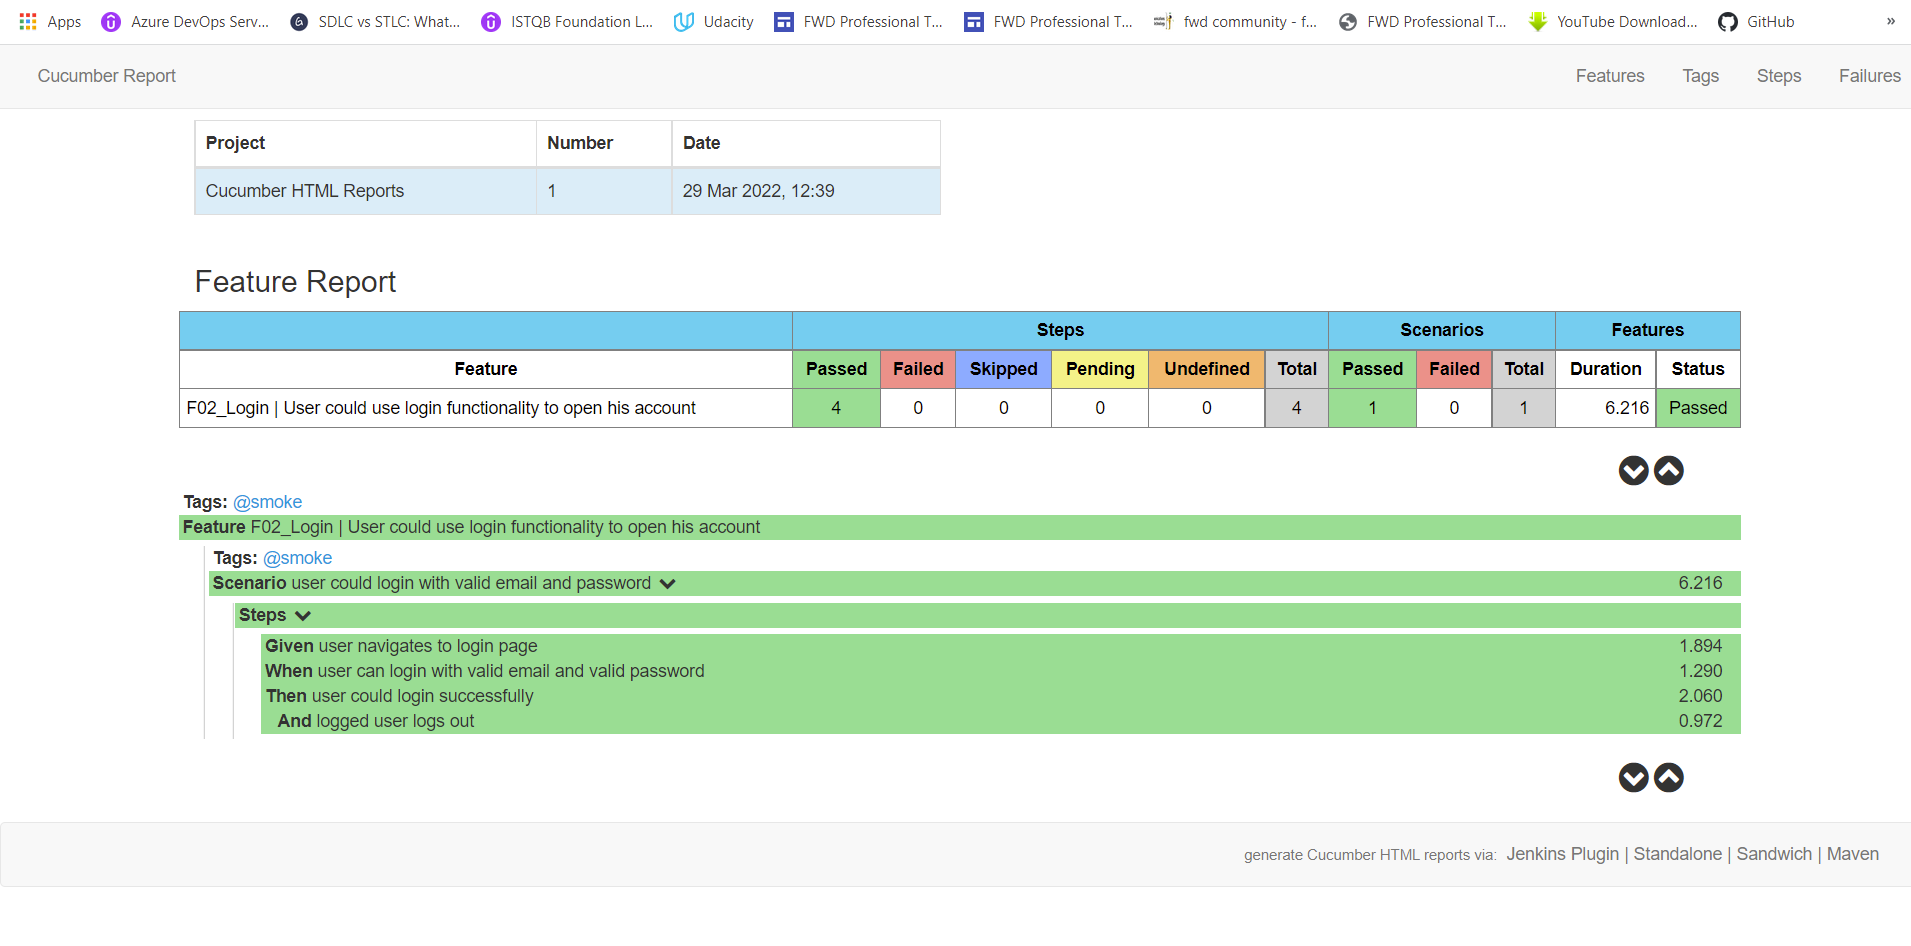 Apps Azure DevOps Serv... SDLC vs STLC: What... ISTQB Foundation L... Udacity FWD Professional T... FWD Professional T... fwd community - f... FWD Professional T... YouTube Download... GitHub »
Cucumber Report Features Tags Steps Failures
Project Number Date
Cucumber HTML Reports 1 29 Mar 2022, 12:39
Feature Report
Steps Scenarios Features
Feature Passed Failed Skipped Pending Undefined Total Passed Failed Total Duration Status
F02_Login | User could use login functionality to open his account 4 0 0 0 0 4 1 0 1 6.216 Passed
Tags: @smoke
Feature F02_Login | User could use login functionality to open his account
Tags: @smoke
Scenario user could login with valid email and password 6.216
Steps
Given user navigates to login page 1.894
When user can login with valid email and valid password 1.290
Then user could login successfully 2.060
And logged user logs out 0.972
generate Cucumber HTML reports via: Jenkins Plugin | Standalone | Sandwich | Maven